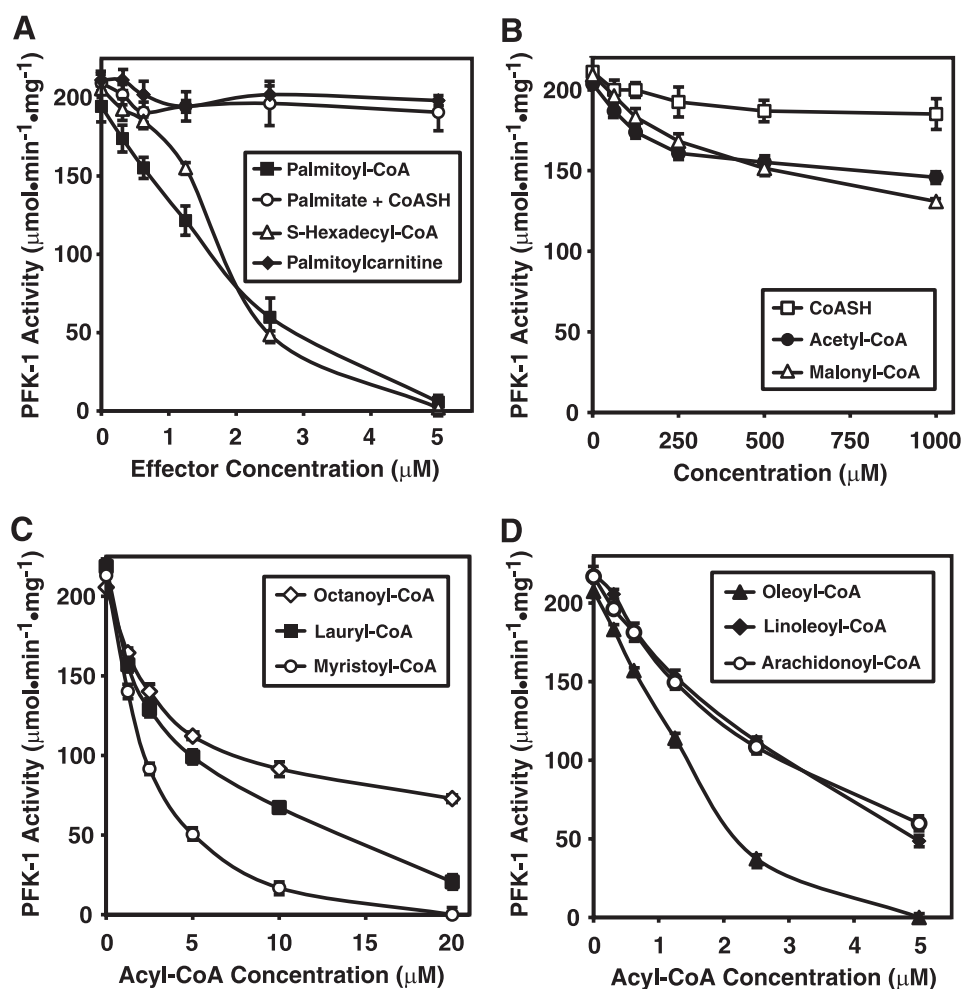 A
PFK-1 Activity (μmol•min⁻¹•mg⁻¹)
200
150
100
50
0
Palmitoyl-CoA
Palmitate + CoASH
S-Hexadecyl-CoA
Palmitoylcarnitine
0 1 2 3 4 5
Effector Concentration (μM)
B
PFK-1 Activity (μmol•min⁻¹•mg⁻¹)
200
150
100
50
0
CoASH
Acetyl-CoA
Malonyl-CoA
0 250 500 750 1000
Concentration (μM)
C
PFK-1 Activity (μmol•min⁻¹•mg⁻¹)
200
150
100
50
0
Octanoyl-CoA
Lauryl-CoA
Myristoyl-CoA
0 5 10 15 20
Acyl-CoA Concentration (μM)
D
PFK-1 Activity (μmol•min⁻¹•mg⁻¹)
200
150
100
50
0
Oleoyl-CoA
Linoleoyl-CoA
Arachidonoyl-CoA
0 1 2 3 4 5
Acyl-CoA Concentration (μM)